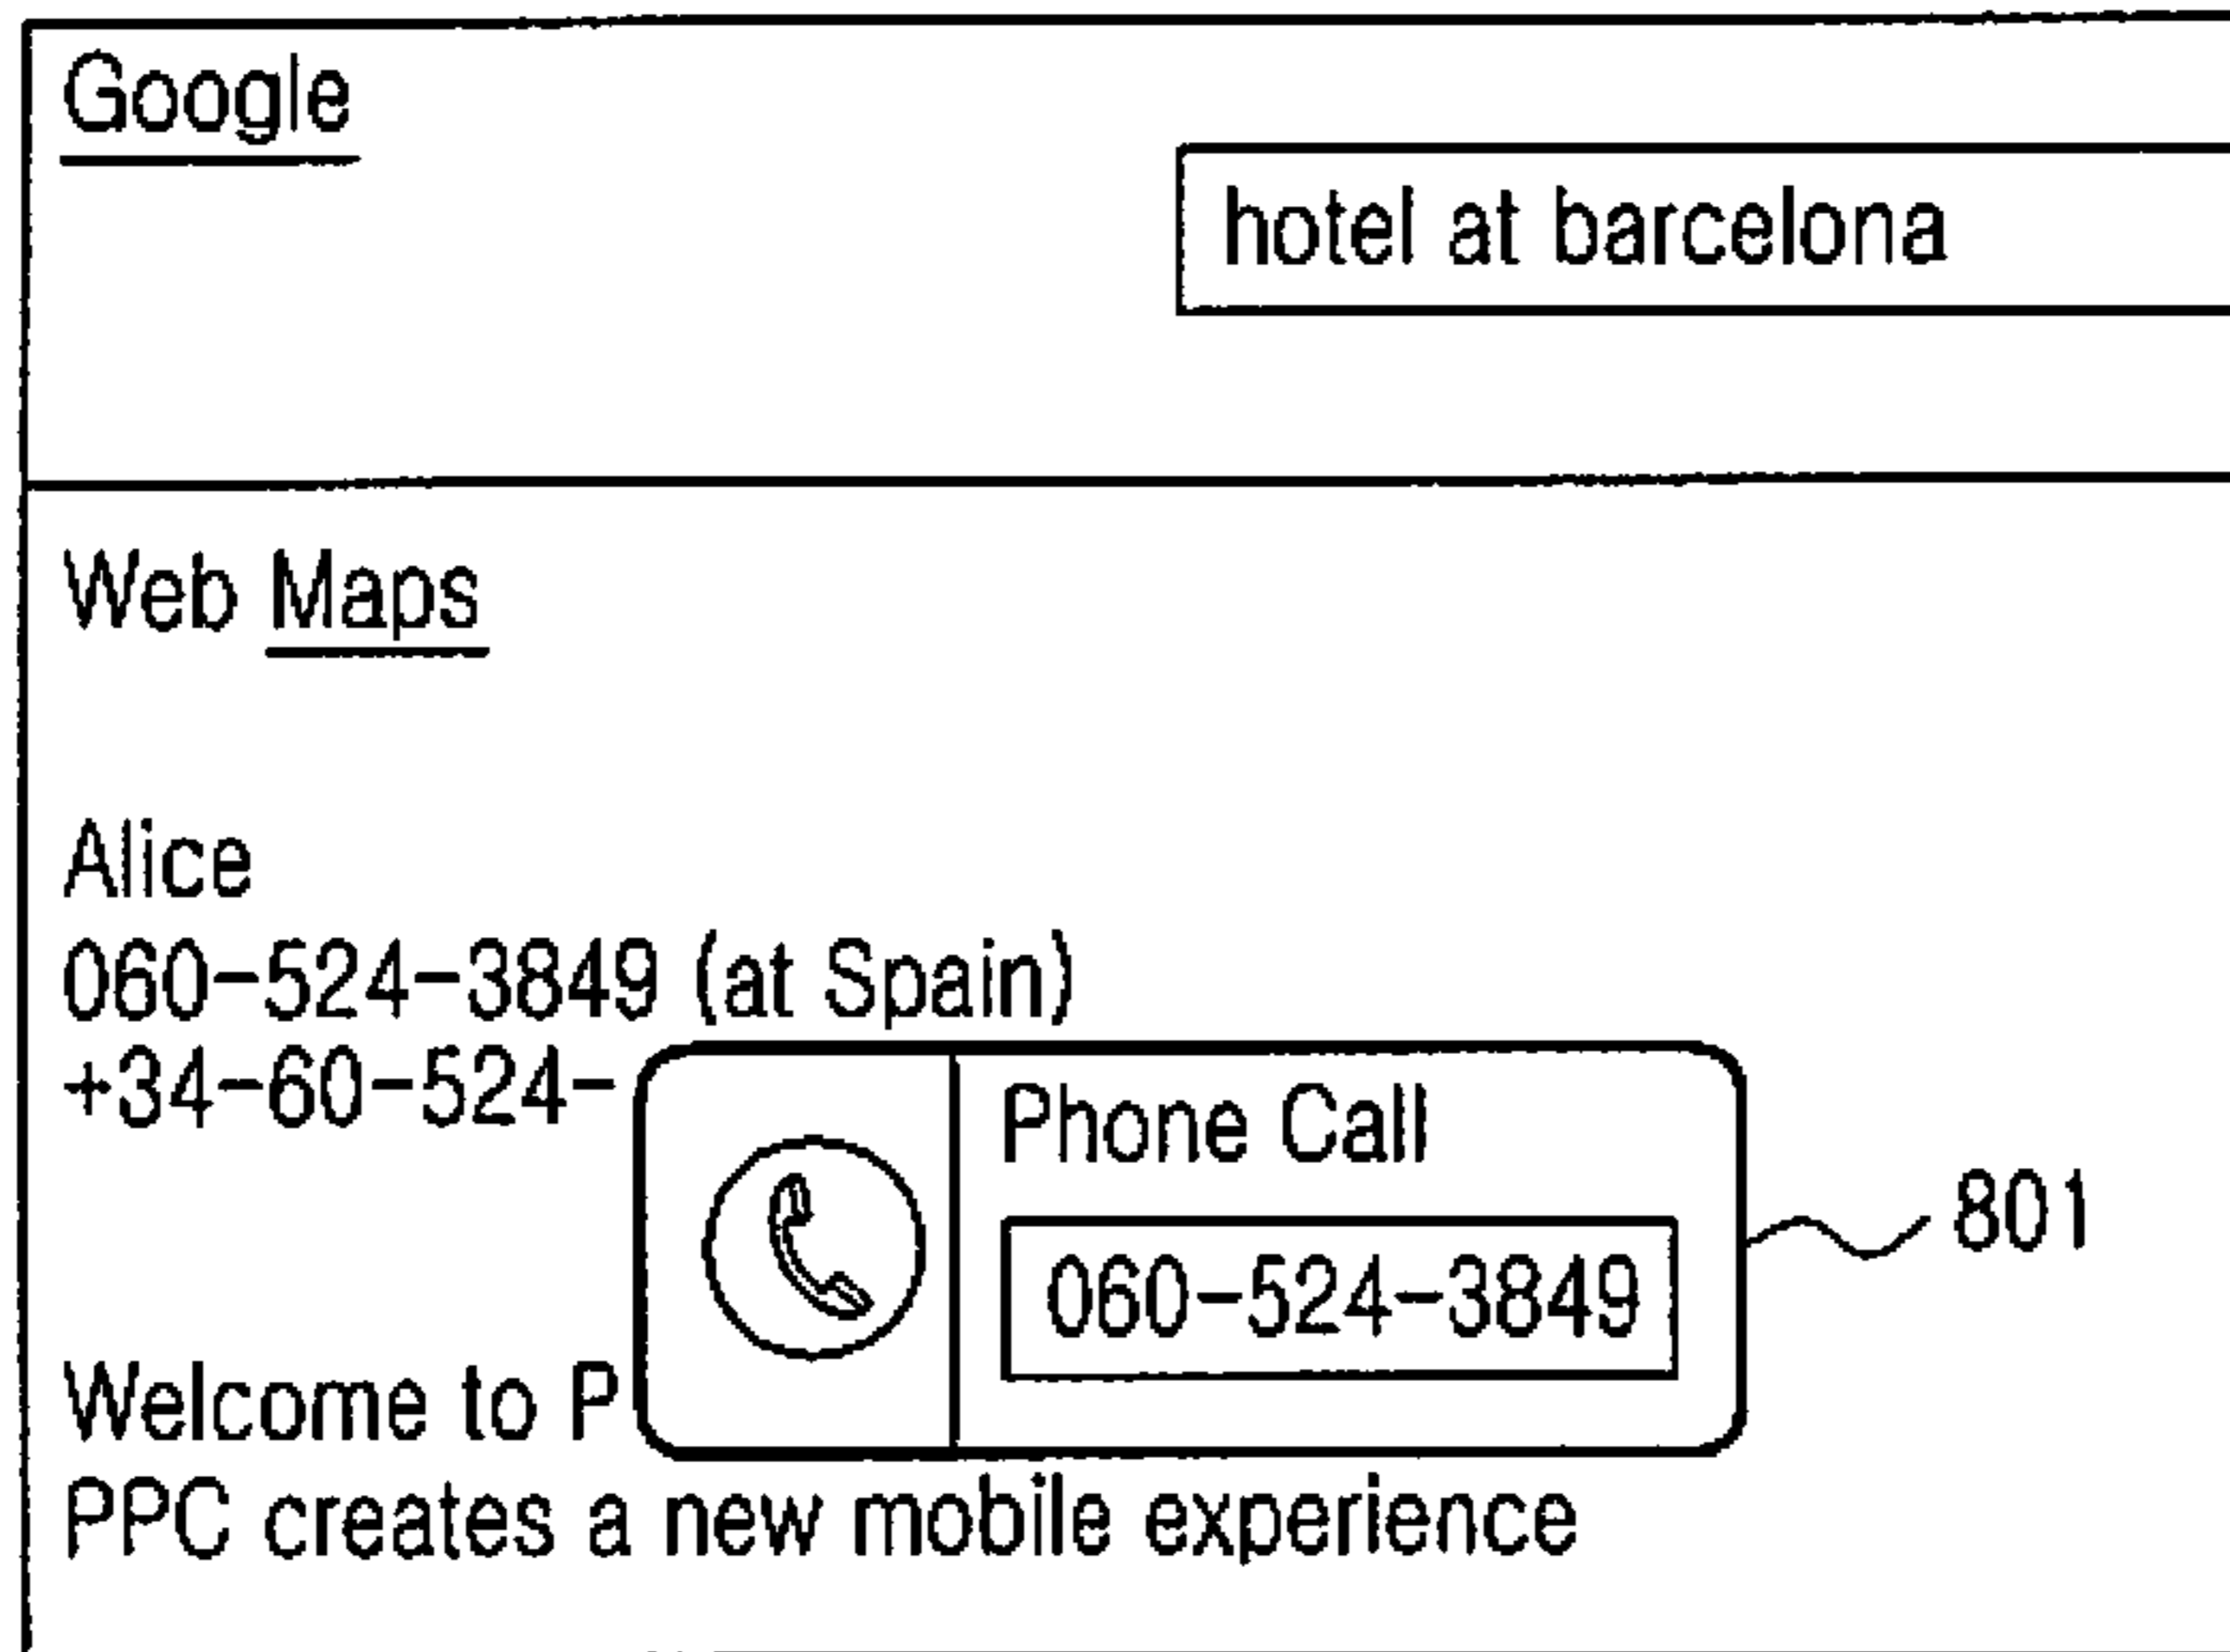 Google
hotel at barcelona
Web Maps
Alice
060-524-3849 (at Spain)
+34-60-524-
Phone Call
060-524-3849
801
Welcome to P
PPC creates a new mobile experience